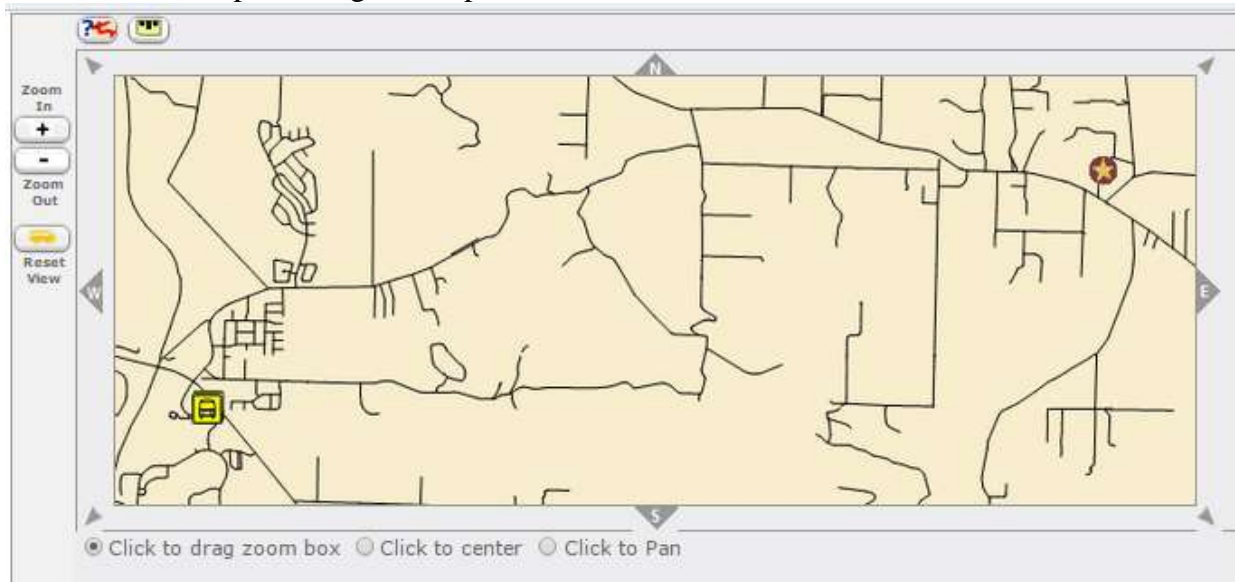 N
Zoom
In
+
-
Zoom
Out
Reset
View
W
E
S
Click to drag zoom box Click to center Click to Pan